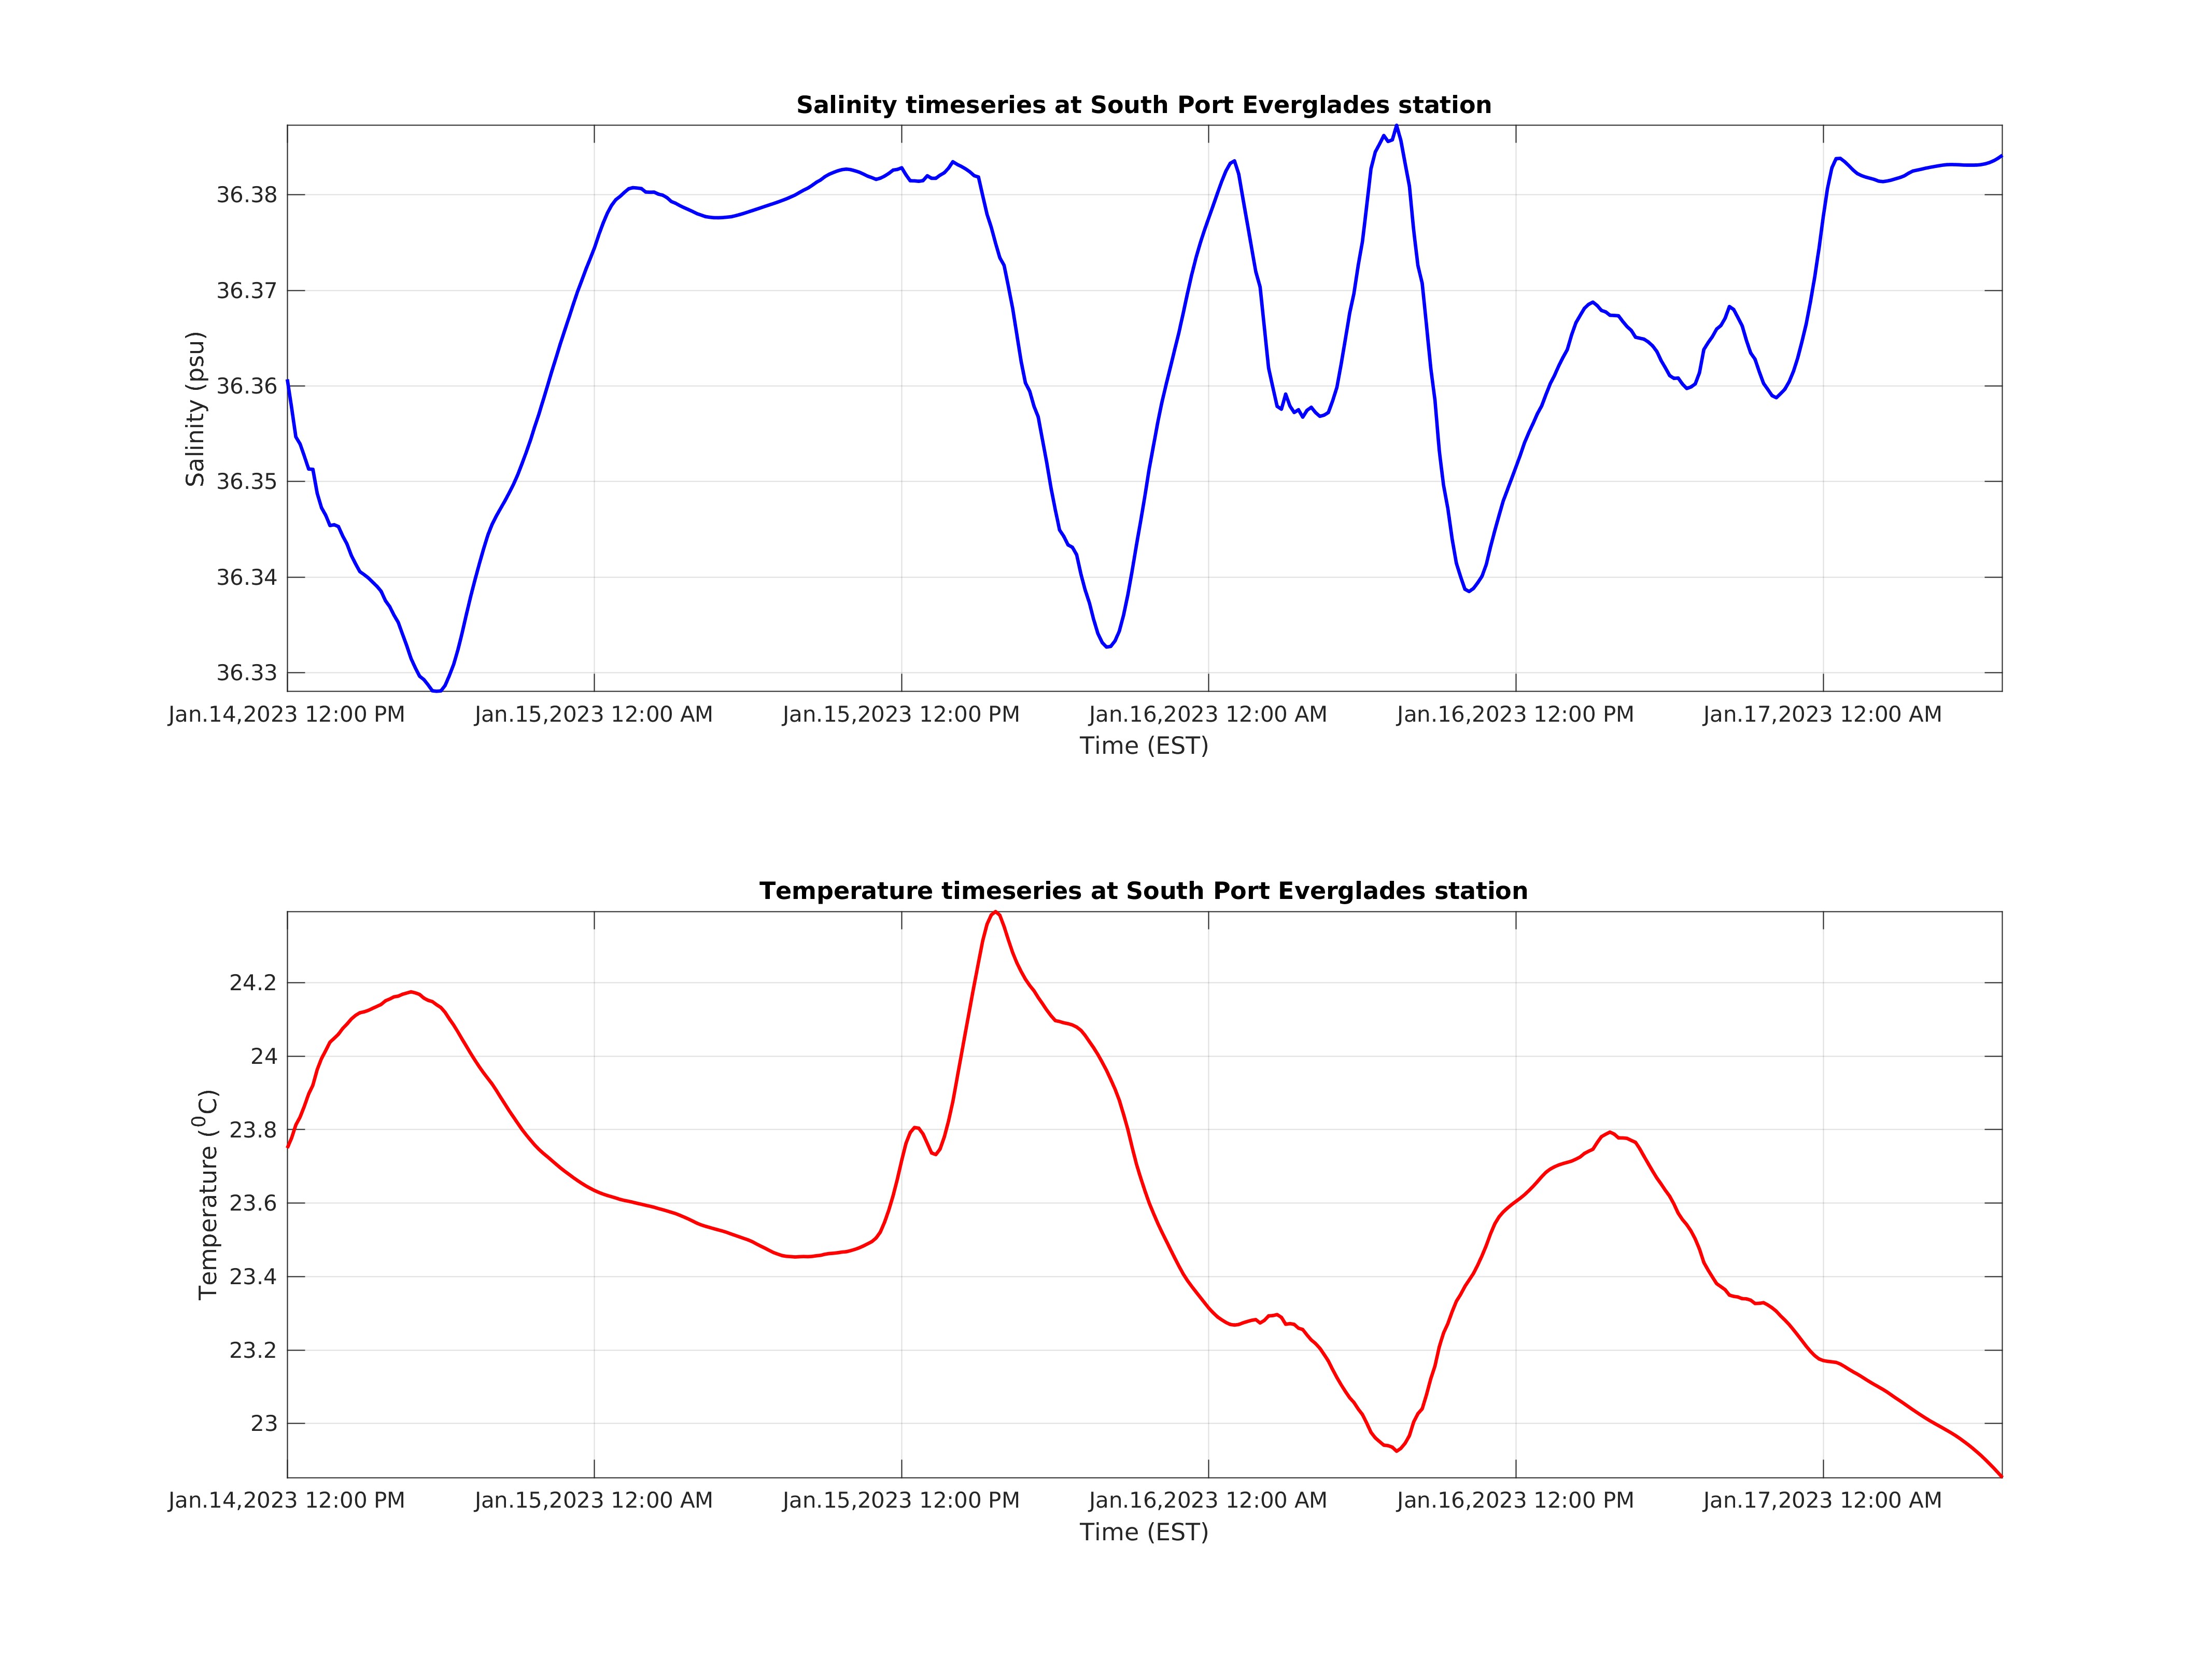 Salinity timeseries at South Port Everglades station
Salinity (psu)
36.38
36.37
36.36
36.35
36.34
36.33
Jan.14,2023 12:00 PM Jan.15,2023 12:00 AM Jan.15,2023 12:00 PM Jan.16,2023 12:00 AM Jan.16,2023 12:00 PM Jan.17,2023 12:00 AM
Time (EST)
Temperature timeseries at South Port Everglades station
Temperature (⁰C)
24.2
24
23.8
23.6
23.4
23.2
23
Jan.14,2023 12:00 PM Jan.15,2023 12:00 AM Jan.15,2023 12:00 PM Jan.16,2023 12:00 AM Jan.16,2023 12:00 PM Jan.17,2023 12:00 AM
Time (EST)